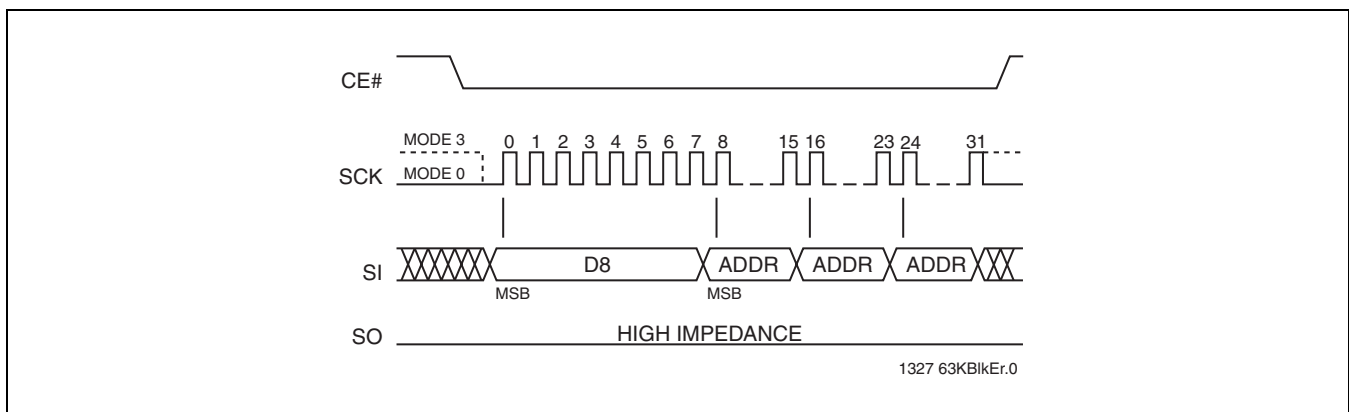 CE#
MODE 3
0 1 2 3 4 5 6 7 8 15 16 23 24 31
SCK
MODE 0
SI
D8
ADDR
ADDR
ADDR
MSB
MSB
SO
HIGH IMPEDANCE
1327 63KBlkEr.0